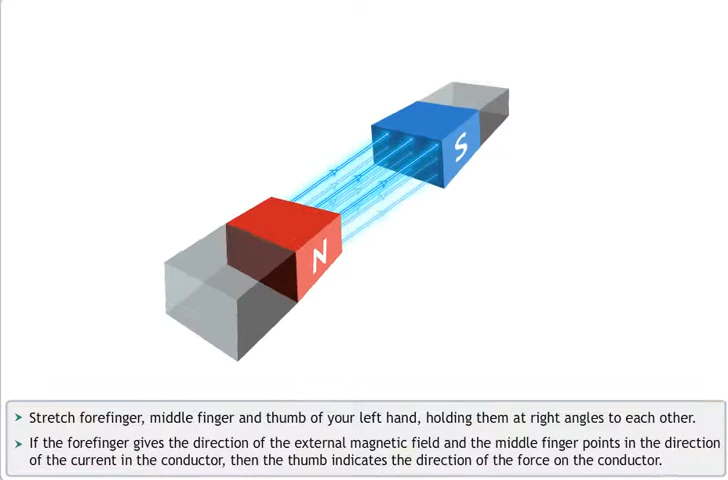 S
N
Stretch forefinger, middle finger and thumb of your left hand, holding them at right angles to each other.
If the forefinger gives the direction of the external magnetic field and the middle finger points in the direction
of the current in the conductor, then the thumb indicates the direction of the force on the conductor.